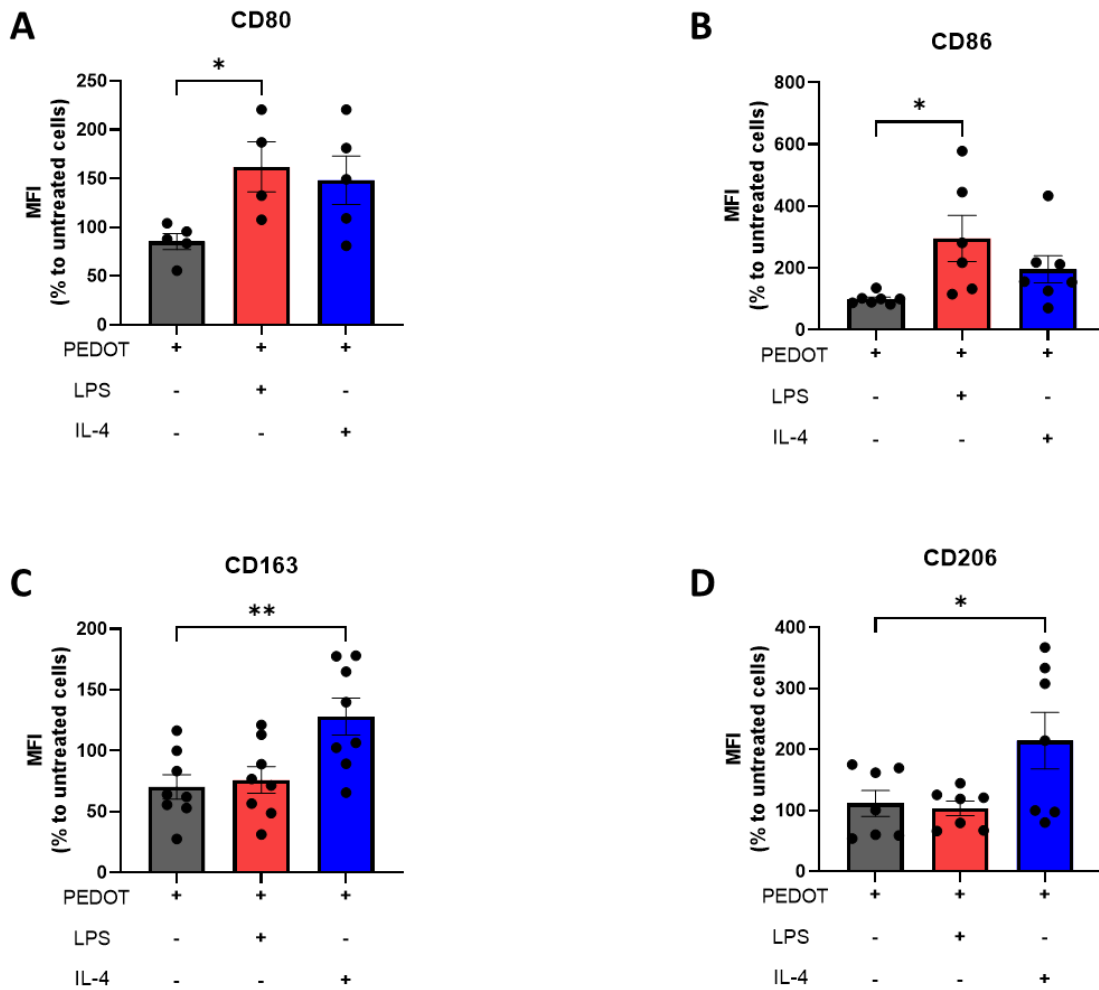 A
CD80
*
MFI
(% to untreated cells)
250
200
150
100
50
0
PEDOT + + +
LPS - + -
IL-4 - - +
B
CD86
*
MFI
(% to untreated cells)
800
600
400
200
0
PEDOT + + +
LPS - + -
IL-4 - - +
C
CD163
**
MFI
(% to untreated cells)
200
150
100
50
0
PEDOT + + +
LPS - + -
IL-4 - - +
D
CD206
*
MFI
(% to untreated cells)
400
300
200
100
0
PEDOT + + +
LPS - + -
IL-4 - - +